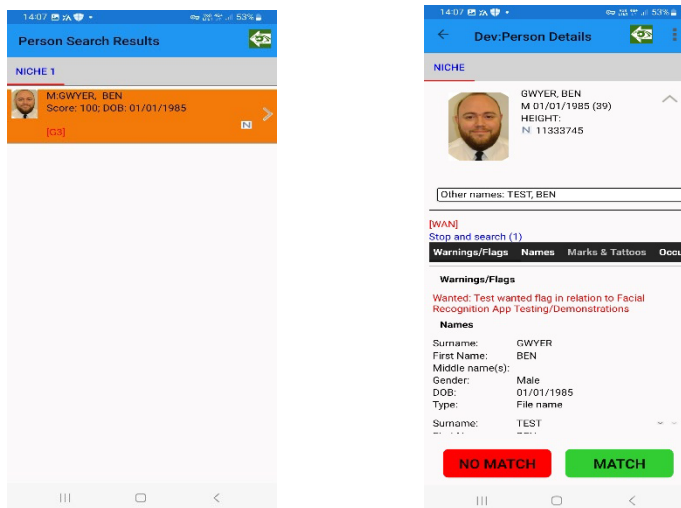 14:07 53%
Person Search Results
NICHE 1
M:GWYER, BEN
Score: 100; DOB: 01/01/1985
[G3]
N
14:07 53%
Dev:Person Details
NICHE
GWYER, BEN
M 01/01/1985 (39)
HEIGHT:
N 11333745
Other names: TEST, BEN
[WAN]
Stop and search (1)
Warnings/Flags Names Marks & Tattoos Occu
Warnings/Flags
Wanted: Test wanted flag in relation to Facial
Recognition App Testing/Demonstrations
Names
Surname: GWYER
First Name: BEN
Middle name(s):
Gender: Male
DOB: 01/01/1985
Type: File name
Surname: TEST
NO MATCH MATCH